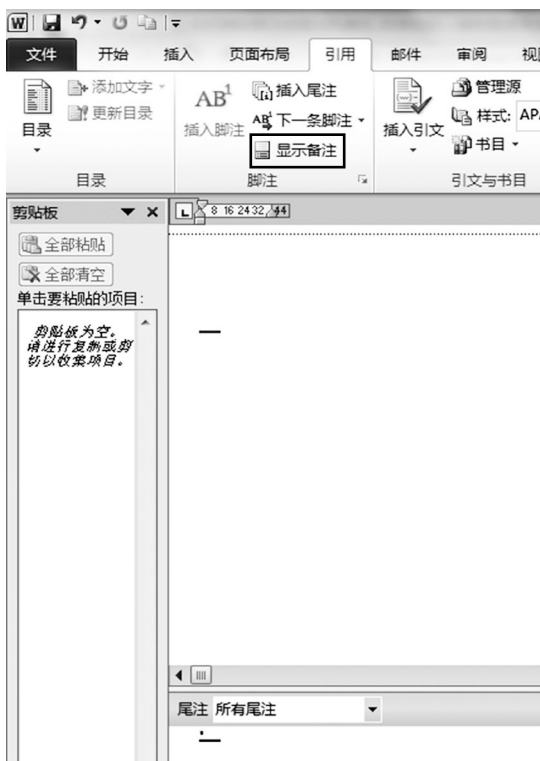 W
文件 开始 插入 页面布局 引用 邮件 审阅 视
目录
添加文字
更新目录
目录
AB¹
插入脚注
插入尾注
AB 下一条脚注
显示备注
脚注
插入引文
管理源
样式: AP
书目
引文与书目
剪贴板
全部粘贴
全部清空
单击要粘贴的项目:
剪贴板为空。
请进行复制或剪
切以收集项目。
L 8 16 24 32 44
尾注 所有尾注